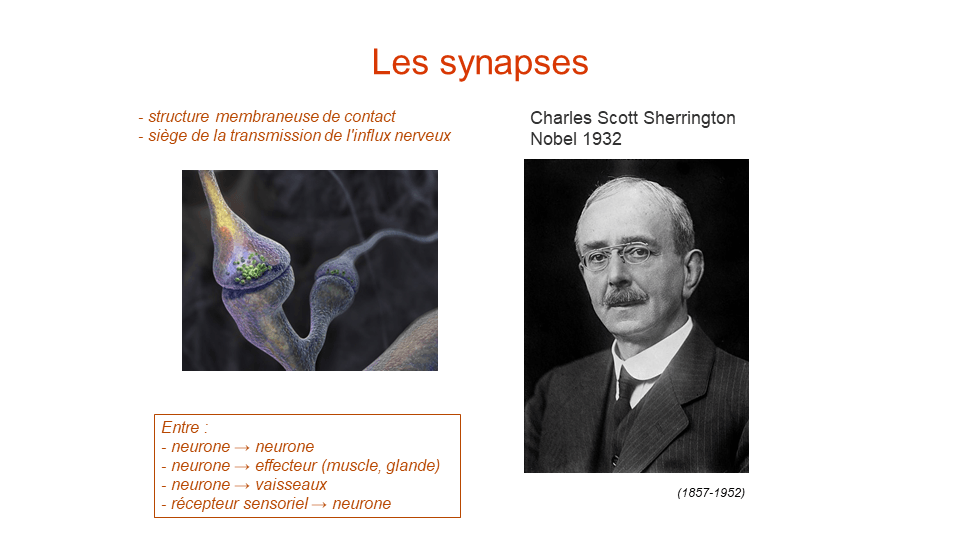 Les synapses
- structure membraneuse de contact
- siège de la transmission de l'influx nerveux
Charles Scott Sherrington
Nobel 1932
Entre :
- neurone → neurone
- neurone → effecteur (muscle, glande)
- neurone → vaisseaux
- récepteur sensoriel → neurone
(1857-1952)